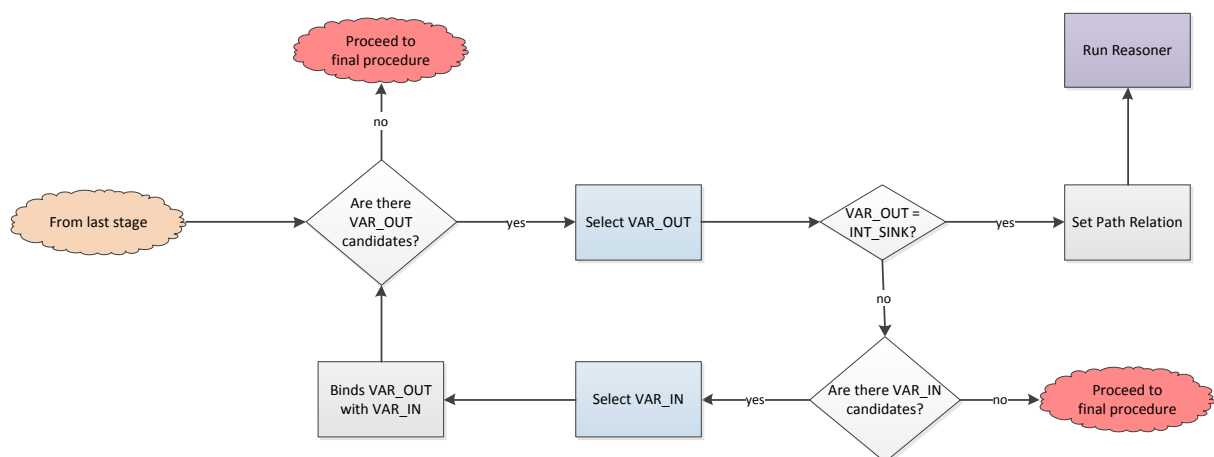 Proceed to
final procedure
Run Reasoner
no
From last stage
Are there
VAR_OUT
candidates?
yes
Select VAR_OUT
VAR_OUT =
INT_SINK?
yes
Set Path Relation
no
Binds VAR_OUT
with VAR_IN
Select VAR_IN
yes
Are there VAR_IN
candidates?
no
Proceed to
final procedure